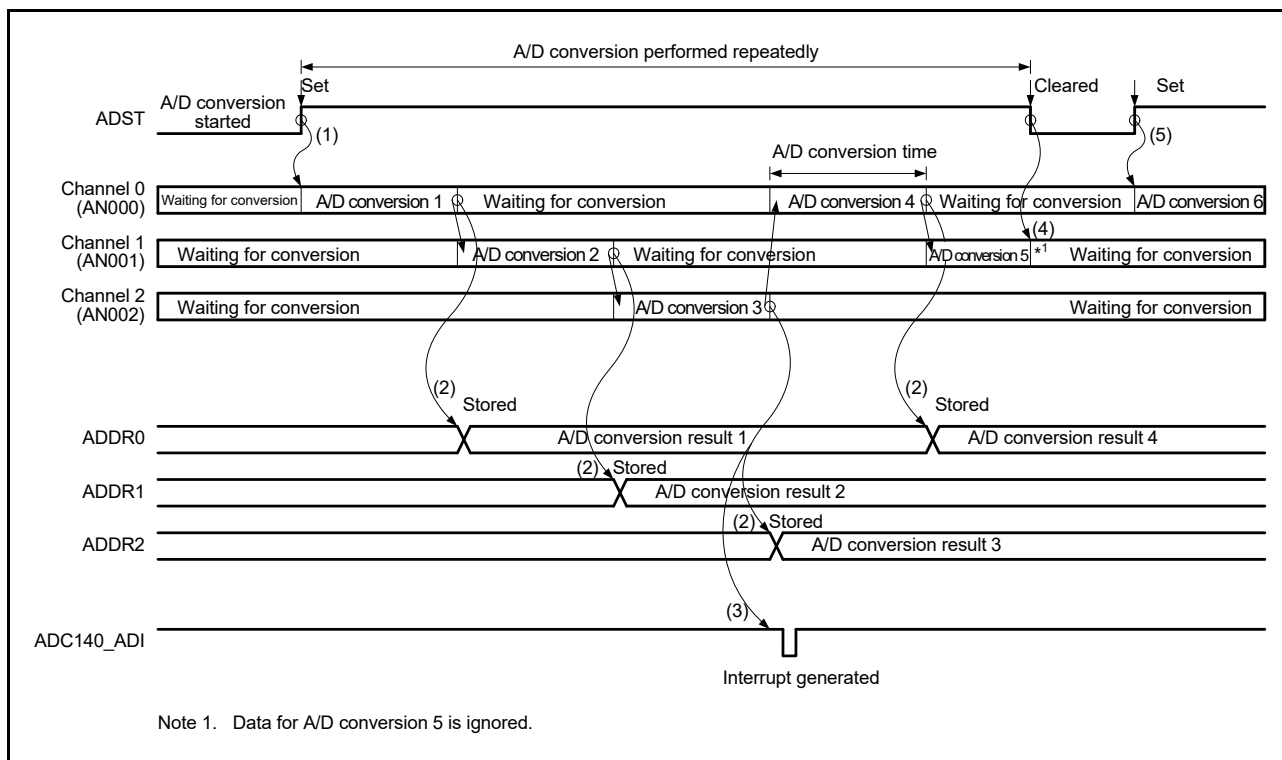 A/D conversion performed repeatedly
Set
Cleared
Set
A/D conversion
started
ADST
(1)
(5)
A/D conversion time
Channel 0
(AN000)
Waiting for conversion
A/D conversion 1
Waiting for conversion
A/D conversion 4
Waiting for conversion
A/D conversion 6
(4)
Channel 1
(AN001)
Waiting for conversion
A/D conversion 2
Waiting for conversion
A/D conversion 5
*1
Waiting for conversion
Channel 2
(AN002)
Waiting for conversion
A/D conversion 3
Waiting for conversion
(2)
Stored
(2)
Stored
ADDR0
A/D conversion result 1
A/D conversion result 4
(2)
Stored
ADDR1
A/D conversion result 2
(2)
Stored
ADDR2
A/D conversion result 3
(3)
ADC140_ADI
Interrupt generated
Note 1. Data for A/D conversion 5 is ignored.